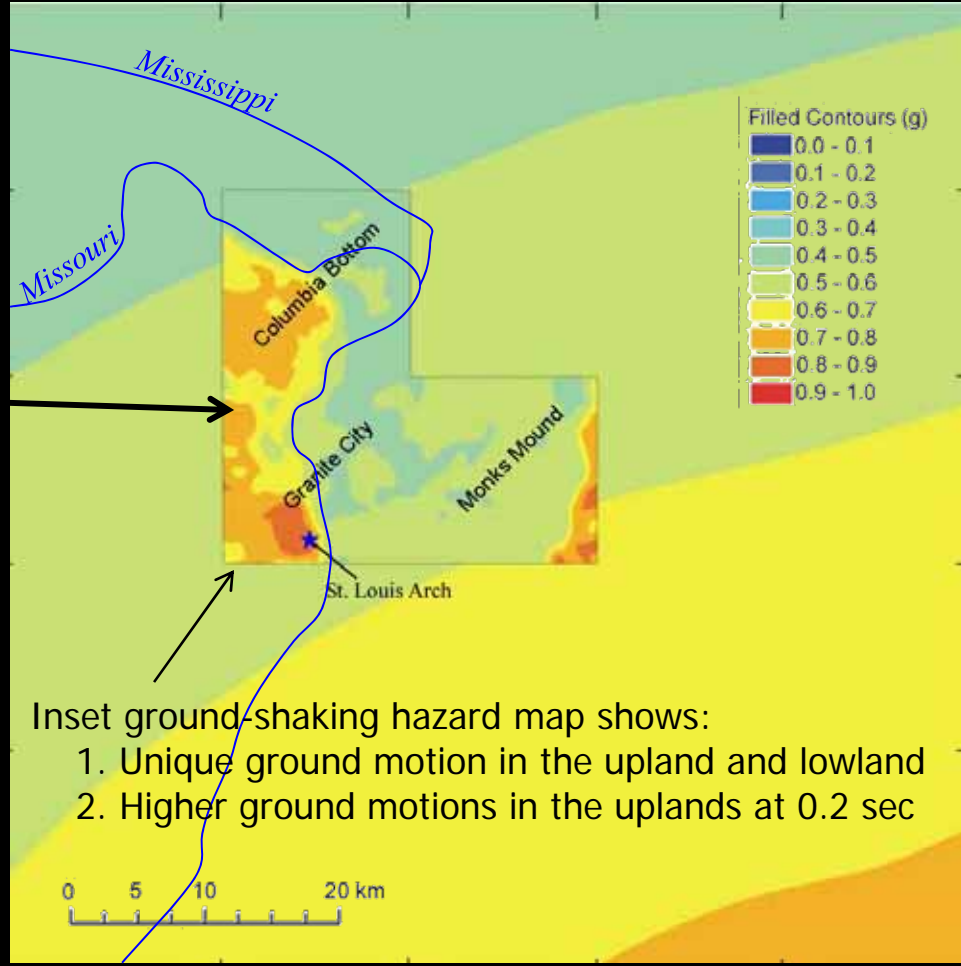 Mississippi
Missouri
Filled Contours (g)
0.0 - 0.1
0.1 - 0.2
0.2 - 0.3
0.3 - 0.4
0.4 - 0.5
0.5 - 0.6
0.6 - 0.7
0.7 - 0.8
0.8 - 0.9
0.9 - 1.0
Columbia Bottom
Granite City
Monks Mound
St. Louis Arch
Inset ground-shaking hazard map shows:
1. Unique ground motion in the upland and lowland
2. Higher ground motions in the uplands at 0.2 sec
0 5 10 20 km